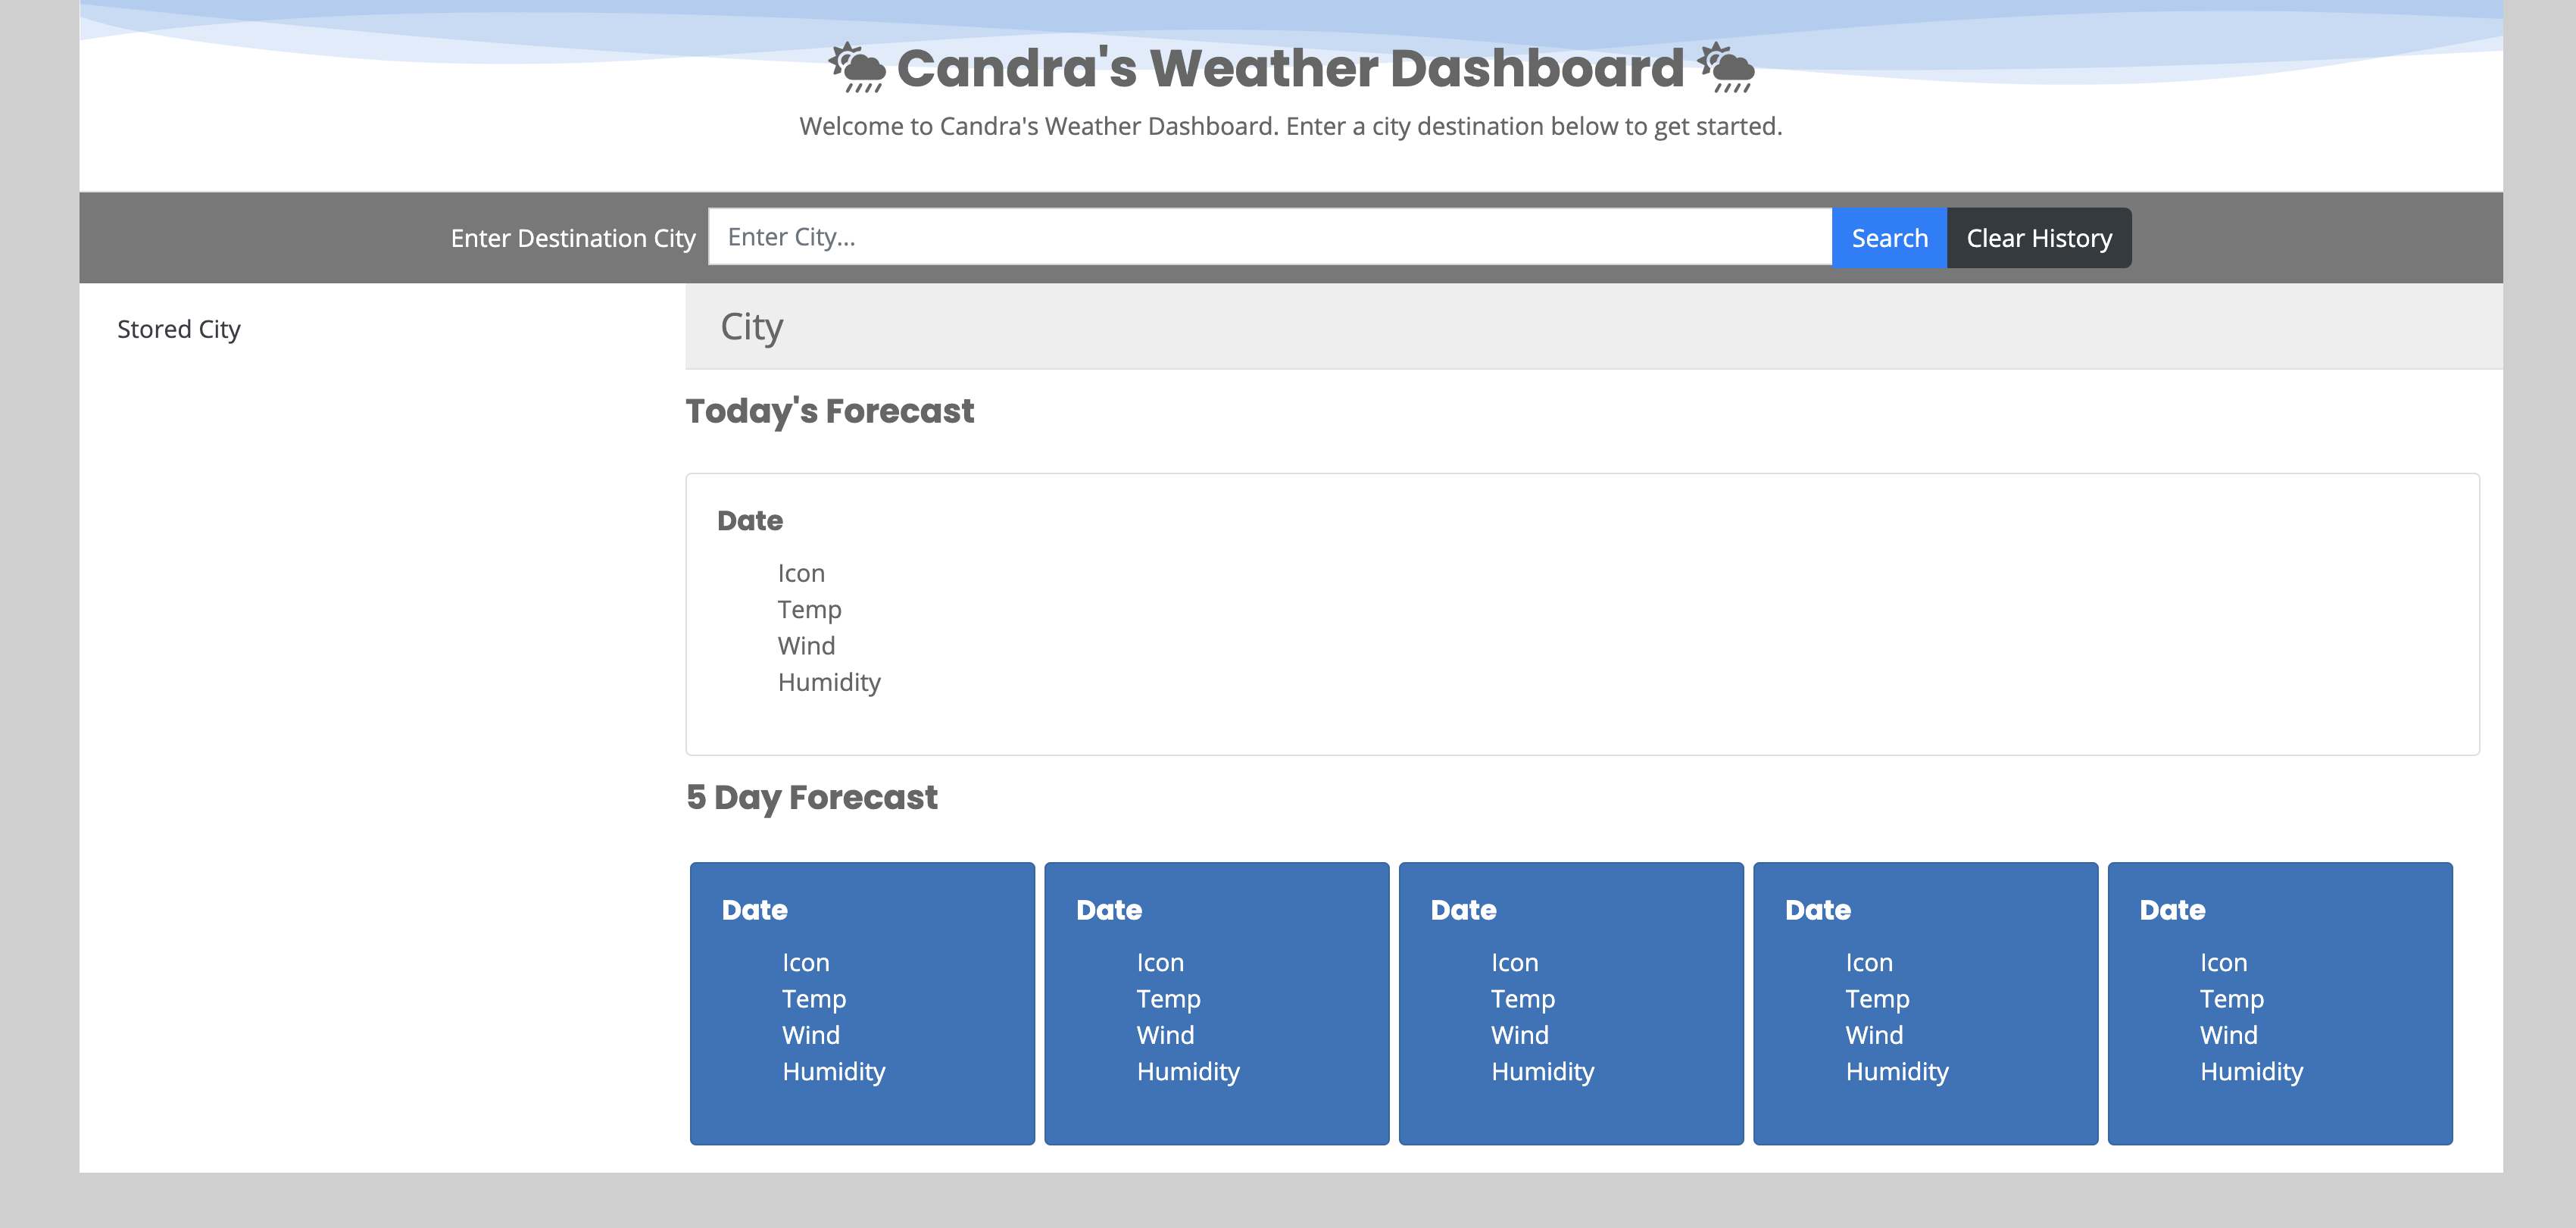 Candra's Weather Dashboard
Welcome to Candra's Weather Dashboard. Enter a city destination below to get started.
Enter Destination City Enter City... Search Clear History
Stored City
City
Today's Forecast
Date
Icon
Temp
Wind
Humidity
5 Day Forecast
Date
Icon
Temp
Wind
Humidity
Date
Icon
Temp
Wind
Humidity
Date
Icon
Temp
Wind
Humidity
Date
Icon
Temp
Wind
Humidity
Date
Icon
Temp
Wind
Humidity